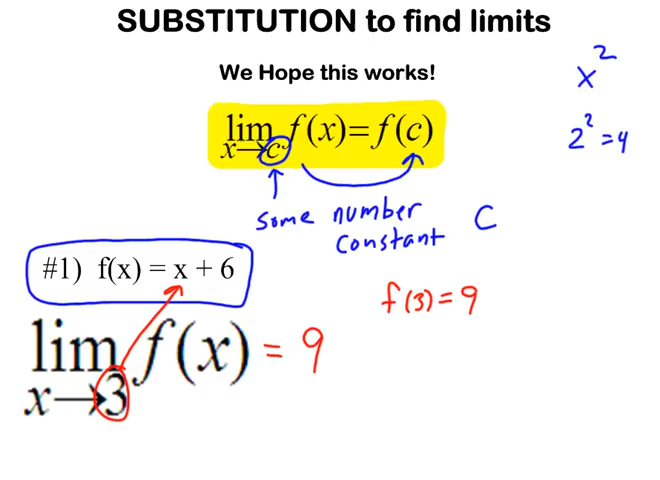 SUBSTITUTION to find limits
We Hope this works!
x²
lim f(x)=f(c)
x→c
2²=4
some number
constant
C
#1) f(x) = x + 6
f(3)=9
lim f(x) = 9
x→3